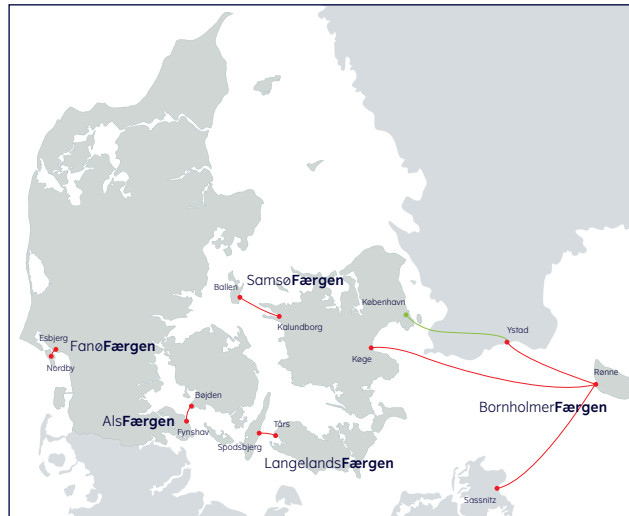 Ballen
SamsøFærgen
København
Kalundborg
Ystad
Esbjerg
FanøFærgen
Nordby
Køge
Rønne
Bøjden
BornholmerFærgen
AlsFærgen
Fynshav
Tårs
Spodsbjerg
LangelandsFærgen
Sassnitz